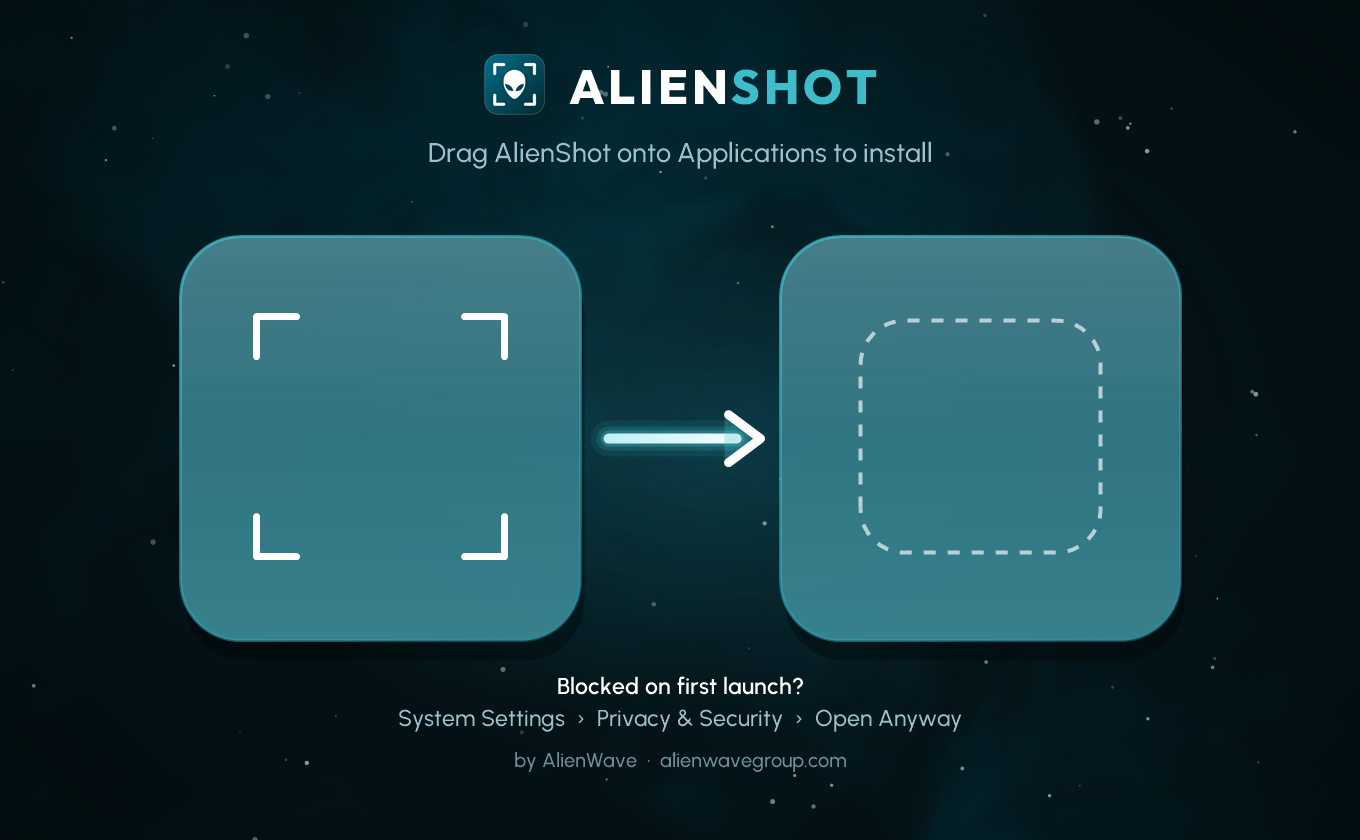 ALIENSHOT
Drag AlienShot onto Applications to install
Blocked on first launch?
System Settings › Privacy & Security › Open Anyway
by AlienWave · alienwavegroup.com